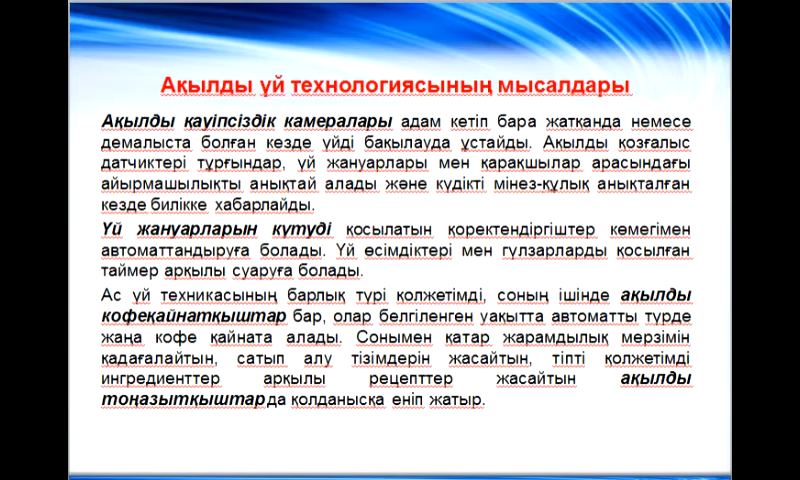 Ақылды үй технологиясының мысалдары
Ақылды қауіпсіздік камералары адам кетіп бара жатқанда немесе
демалыста болған кезде үйді бақылауда ұстайды. Ақылды қозғалыс
датчиктері тұрғындар, үй жануарлары мен қарақшылар арасындағы
айырмашылықты анықтай алады және күдікті мінез-құлық анықталған
кезде билікке хабарлайды.
Үй жануарларын күтуді қосылатын қоректендіргіштер көмегімен
автоматтандыруға болады. Үй өсімдіктері мен гүлзарларды қосылған
таймер арқылы суаруға болады.
Ас үй техникасының барлық түрі қолжетімді, соның ішінде ақылды
кофеқайнатқыштар бар, олар белгіленген уақытта автоматты түрде
жаңа кофе қайната алады. Сонымен қатар жарамдылық мерзімін
қадағалайтын, сатып алу тізімдерін жасайтын, тіпті қолжетімді
ингредиенттер арқылы рецепттер жасайтын ақылды
тоңазытқыштар да қолданысқа еніп жатыр.